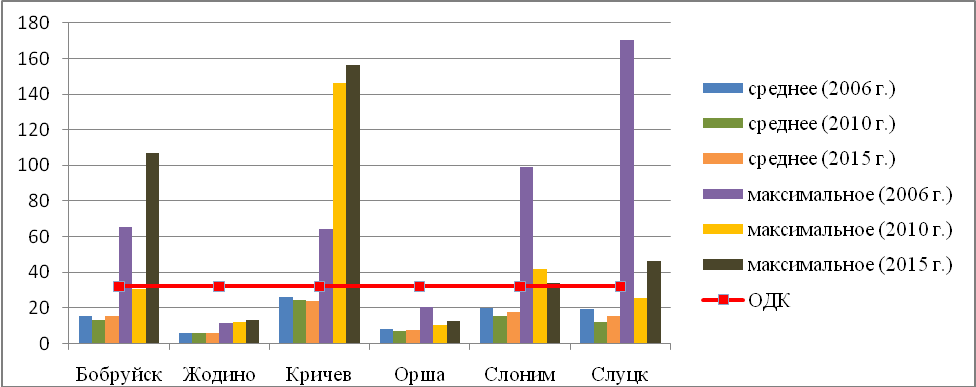 180
160
140
120
100
80
60
40
20
0
Бобруйск Жодино Кричев Орша Слоним Слуцк
среднее (2006 г.)
среднее (2010 г.)
среднее (2015 г.)
максимальное (2006 г.)
максимальное (2010 г.)
максимальное (2015 г.)
ОДК